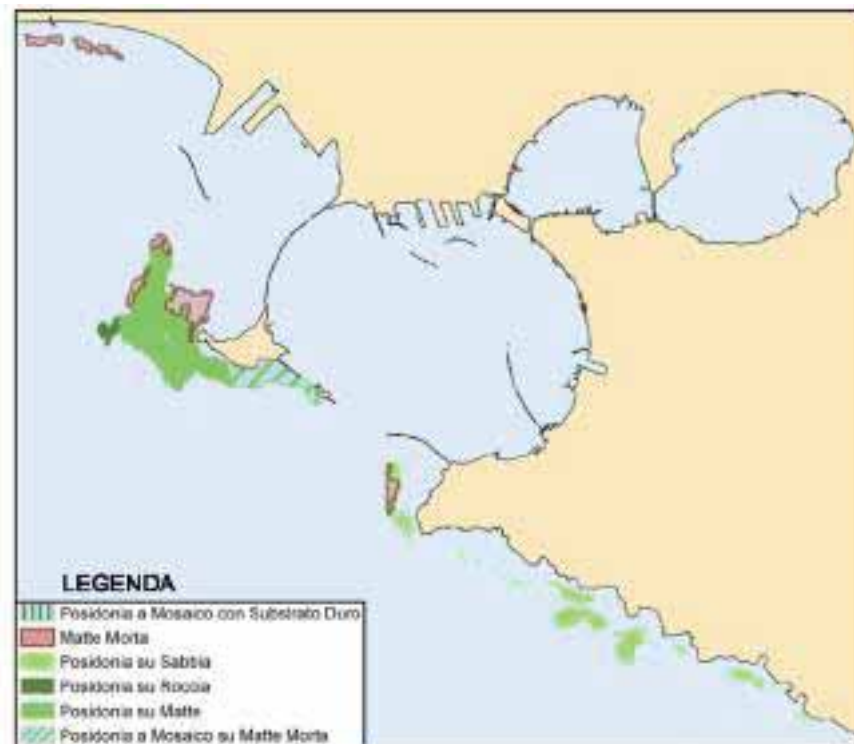 LEGENDA
Posidonia a Mosaico con Substrato Duro
Matte Morta
Posidonia su Sabbia
Posidonia su Roccia
Posidonia su Matte
Posidonia a Mosaico su Matte Morta